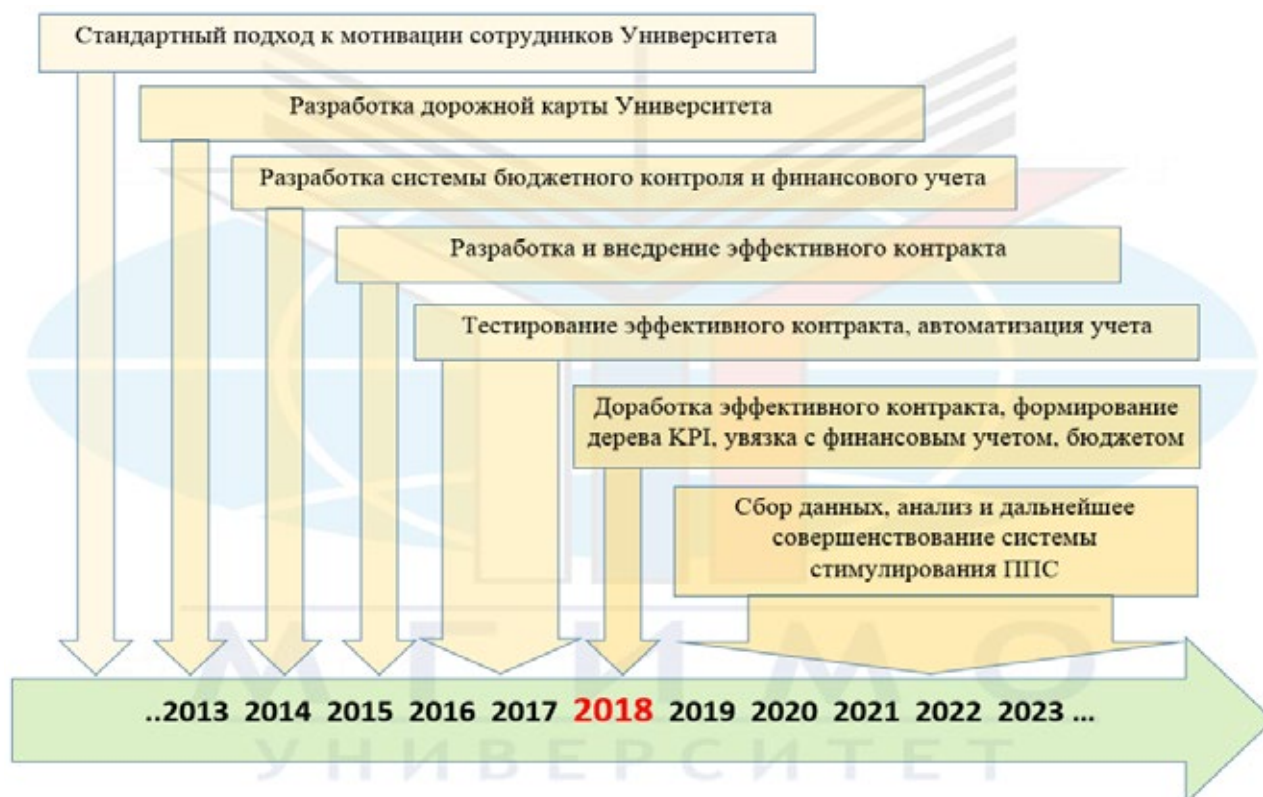 Стандартный подход к мотивации сотрудников Университета
Разработка дорожной карты Университета
Разработка системы бюджетного контроля и финансового учета
Разработка и внедрение эффективного контракта
Тестирование эффективного контракта, автоматизация учета
Доработка эффективного контракта, формирование
дерева KPI, увязка с финансовым учетом, бюджетом
Сбор данных, анализ и дальнейшее
совершенствование системы
стимулирования ППС
МГИМО
..2013 2014 2015 2016 2017 2018 2019 2020 2021 2022 2023 ...
УНИВЕРСИТЕТ